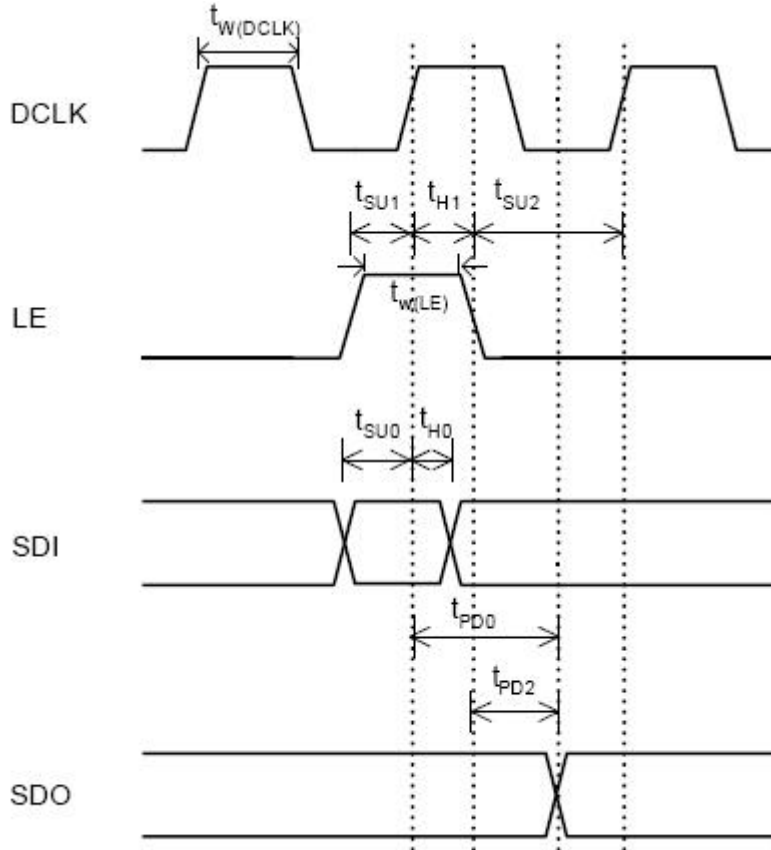 tW(DCLK)
DCLK
tSU1 tH1 tSU2
tw(LE)
LE
tSU0 tH0
SDI
tPD0
tPD2
SDO